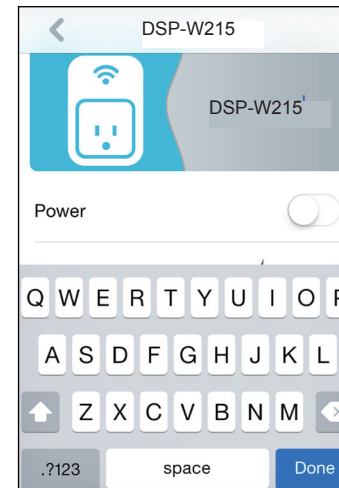 DSP-W215
DSP-W215
Power
Q W E R T Y U I O P
A S D F G H J K L
Z X C V B N M
.?123 space Done